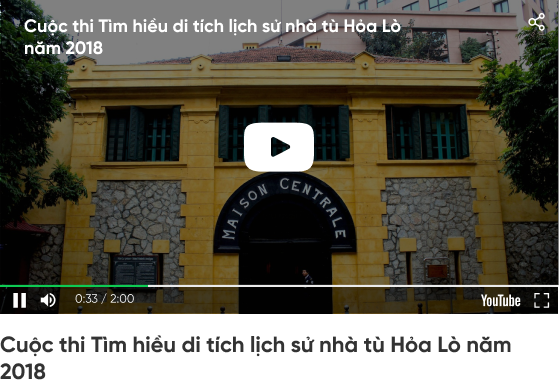 Cuộc thi Tìm hiểu di tích lịch sử nhà tù Hỏa Lò
năm 2018
MAISON CENTRALE
0:33 / 2:00
YouTube
Cuộc thi Tìm hiểu di tích lịch sử nhà tù Hỏa Lò năm
2018